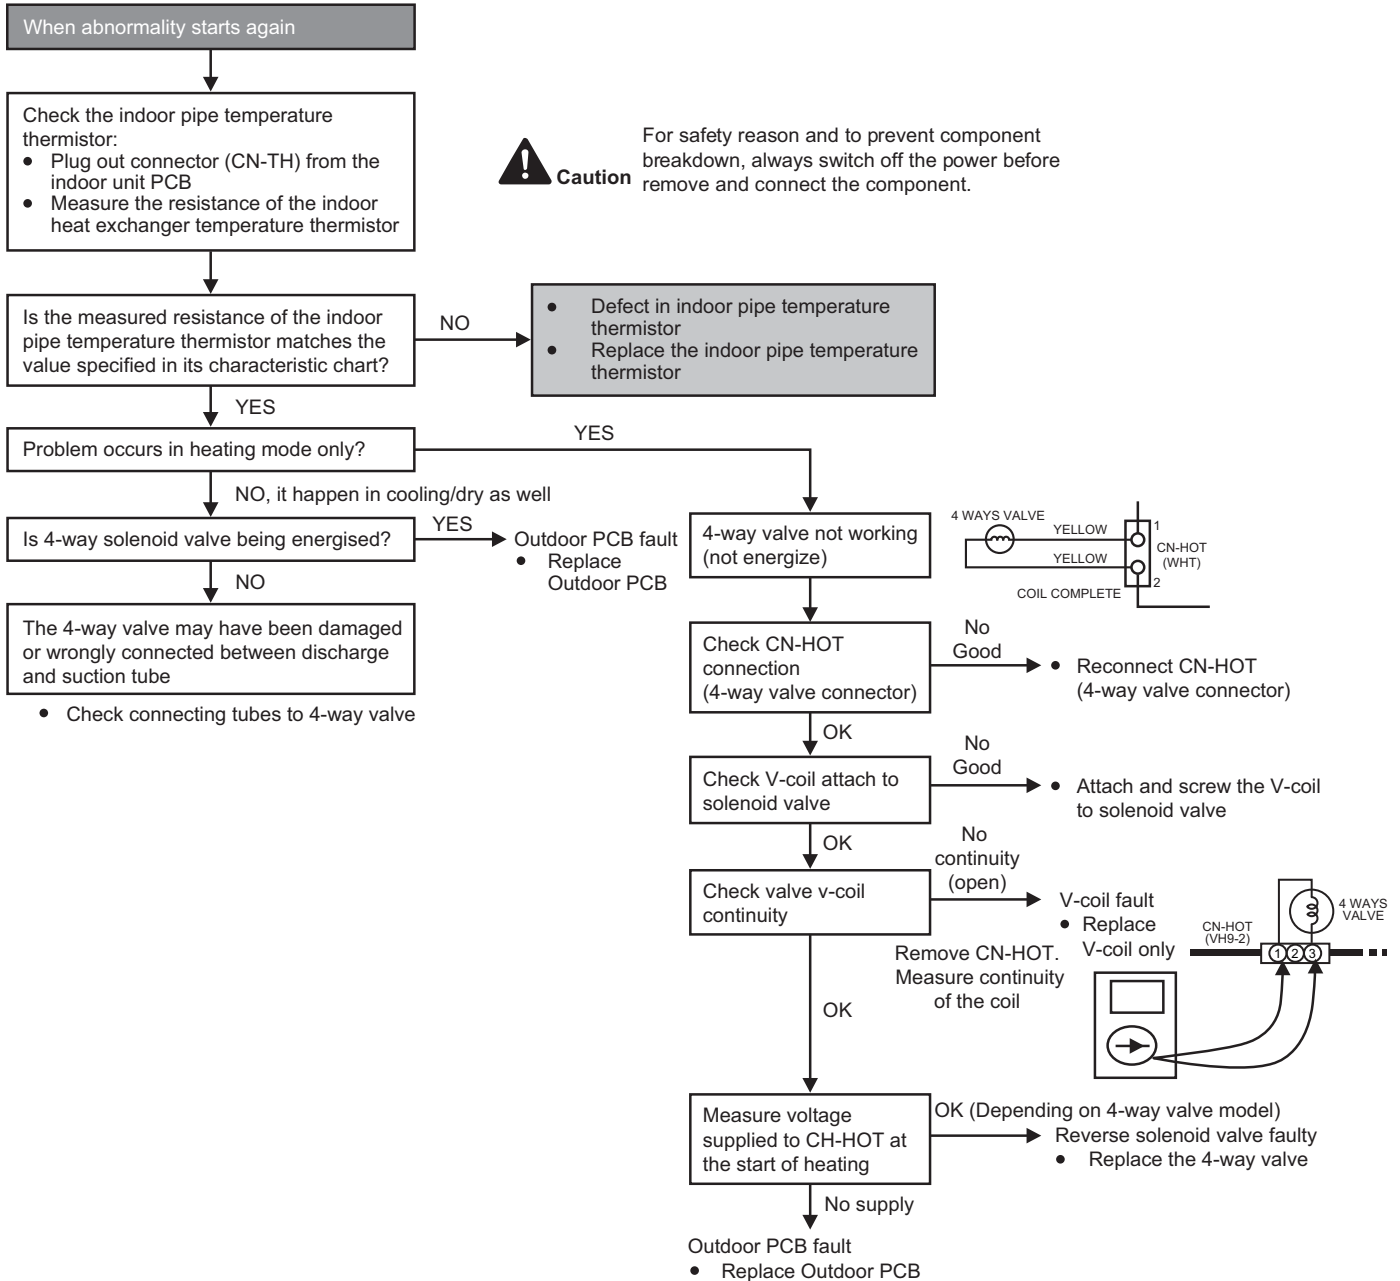 When abnormality starts again
Check the indoor pipe temperature
thermistor:
● Plug out connector (CN-TH) from the
indoor unit PCB
● Measure the resistance of the indoor
heat exchanger temperature thermistor
Caution
For safety reason and to prevent component
breakdown, always switch off the power before
remove and connect the component.
Is the measured resistance of the indoor
pipe temperature thermistor matches the
value specified in its characteristic chart?
NO
● Defect in indoor pipe temperature
thermistor
● Replace the indoor pipe temperature
thermistor
YES
Problem occurs in heating mode only?
YES
NO, it happen in cooling/dry as well
Is 4-way solenoid valve being energised?
YES
Outdoor PCB fault
● Replace
Outdoor PCB
NO
The 4-way valve may have been damaged
or wrongly connected between discharge
and suction tube
● Check connecting tubes to 4-way valve
4-way valve not working
(not energize)
4 WAYS VALVE
YELLOW
YELLOW
1
CN-HOT
(WHT)
2
COIL COMPLETE
Check CN-HOT
connection
(4-way valve connector)
No
Good
● Reconnect CN-HOT
(4-way valve connector)
OK
Check V-coil attach to
solenoid valve
No
Good
● Attach and screw the V-coil
to solenoid valve
OK
Check valve v-coil
continuity
No
continuity
(open)
V-coil fault
● Replace
V-coil only
Remove CN-HOT.
Measure continuity
of the coil
CN-HOT
(VH9-2)
1 2 3
4 WAYS
VALVE
OK
Measure voltage
supplied to CH-HOT at
the start of heating
OK (Depending on 4-way valve model)
Reverse solenoid valve faulty
● Replace the 4-way valve
No supply
Outdoor PCB fault
● Replace Outdoor PCB